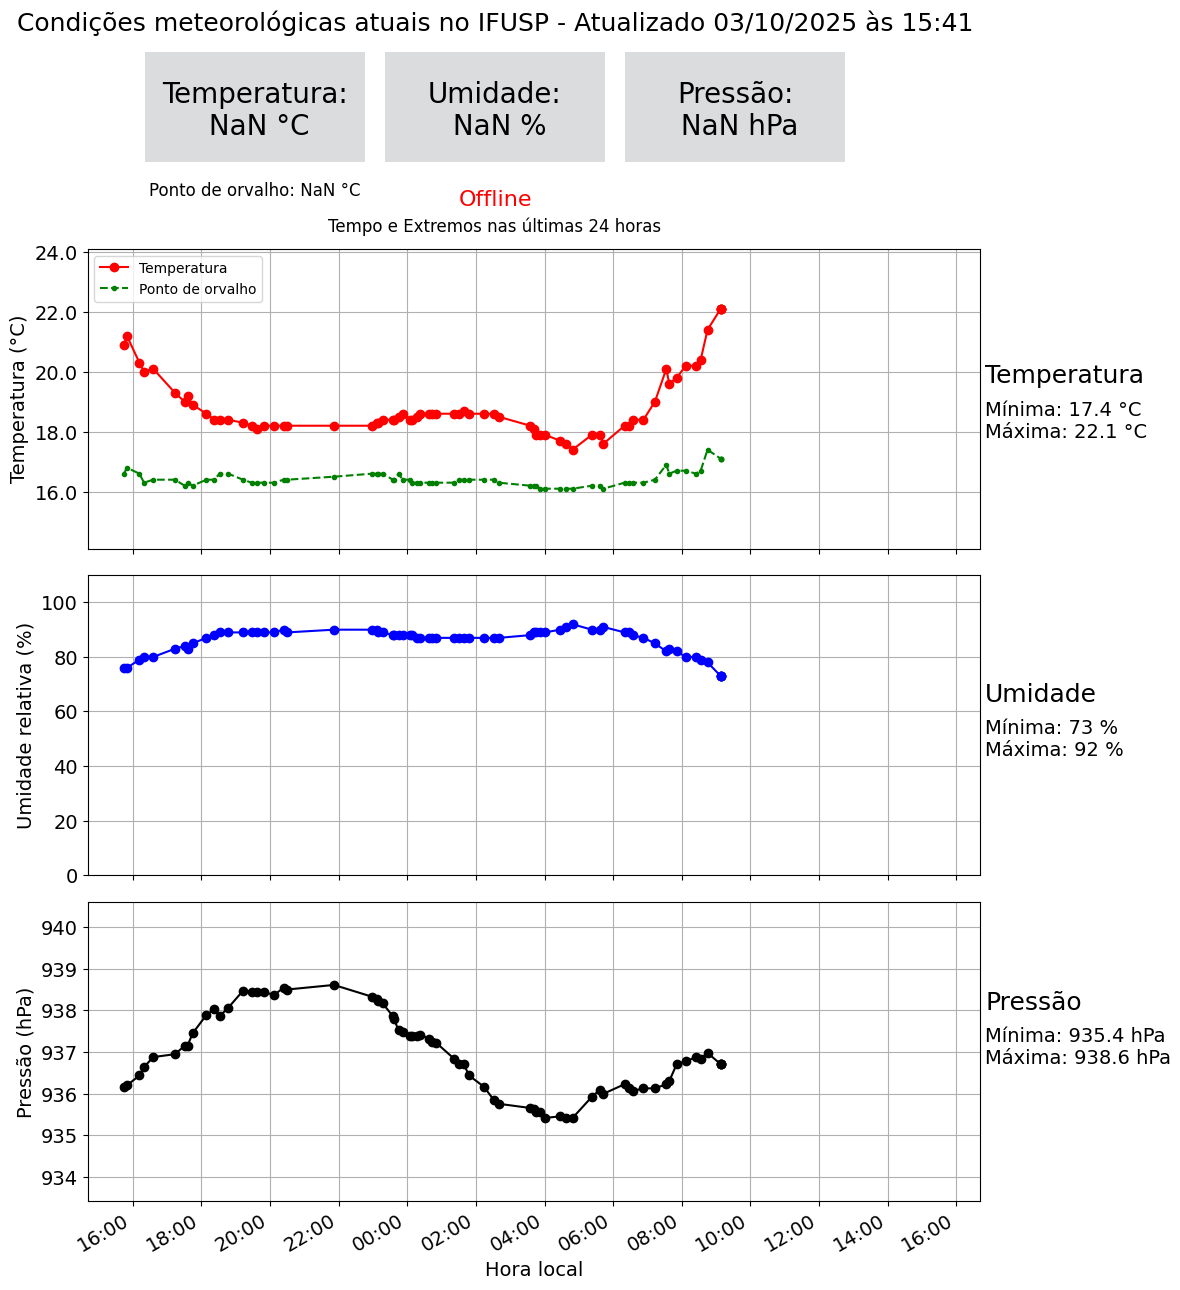 Condições meteorológicas atuais no IFUSP - Atualizado 03/10/2025 às 15:41
Temperatura:
NaN °C
Umidade:
NaN %
Pressão:
NaN hPa
Ponto de orvalho: NaN °C
Offline
Tempo e Extremos nas últimas 24 horas
Temperatura (°C)
24.0
22.0
20.0
18.0
16.0
Temperatura
Ponto de orvalho
Temperatura
Mínima: 17.4 °C
Máxima: 22.1 °C
Umidade relativa (%)
100
80
60
40
20
0
Umidade
Mínima: 73 %
Máxima: 92 %
Pressão (hPa)
940
939
938
937
936
935
934
Pressão
Mínima: 935.4 hPa
Máxima: 938.6 hPa
16:00 18:00 20:00 22:00 00:00 02:00 04:00 06:00 08:00 10:00 12:00 14:00 16:00
Hora local